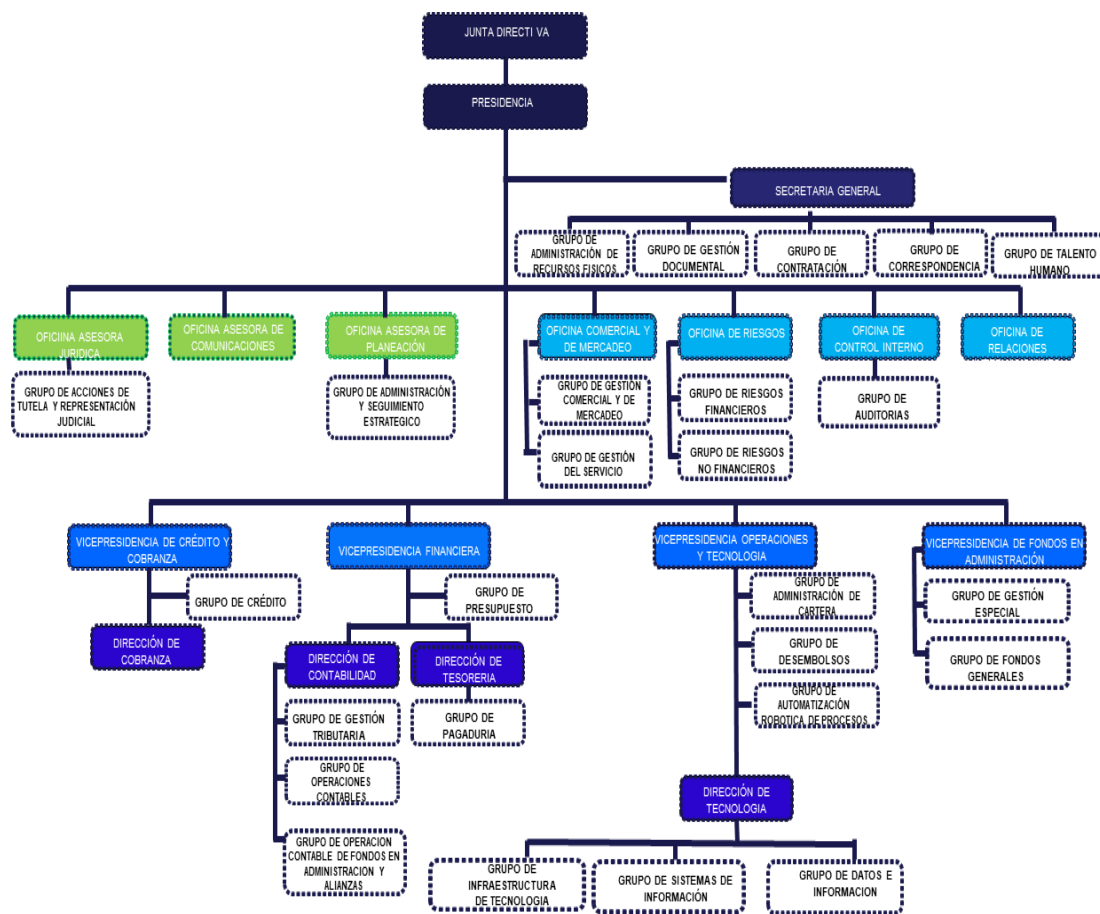 JUNTA DIRECTI VA
PRESIDENCIA
SECRETARIA GENERAL
GRUPO DE
ADMINISTRACIÓN DE
RECURSOS FISICOS
GRUPO DE GESTIÓN
DOCUMENTAL
GRUPO DE
CONTRATACIÓN
GRUPO DE
CORRESPONDENCIA
GRUPO DE TALENTO
HUMANO
OFICINA ASESORA
JURIDICA
OFICINA ASESORA DE
COMUNICACIONES
OFICINA ASESORA DE
PLANEACIÓN
OFICINA COMERCIAL Y
DE MERCADEO
OFICINA DE RIESGOS
OFICINA DE
CONTROL INTERNO
OFICINA DE
RELACIONES
GRUPO DE ACCIONES DE
TUTELA Y REPRESENTACIÓN
JUDICIAL
GRUPO DE ADMINISTRACIÓN
Y SEGUIMIENTO
ESTRATEGICO
GRUPO DE GESTIÓN
COMERCIAL Y DE
MERCADEO
GRUPO DE RIESGOS
FINANCIEROS
GRUPO DE
AUDITORIAS
GRUPO DE GESTIÓN
DEL SERVICIO
GRUPO DE RIESGOS
NO FINANCIEROS
VICEPRESIDENCIA DE CRÉDITO Y
COBRANZA
VICEPRESIDENCIA FINANCIERA
VICEPRESIDENCIA OPERACIONES
Y TECNOLOGIA
VICEPRESIDENCIA DE FONDOS EN
ADMINISTRACIÓN
GRUPO DE CRÉDITO
GRUPO DE
PRESUPUESTO
GRUPO DE
ADMINISTRACIÓN DE
CARTERA
GRUPO DE GESTIÓN
ESPECIAL
DIRECCIÓN DE
COBRANZA
DIRECCIÓN DE
CONTABILIDAD
DIRECCIÓN DE
TESORERIA
GRUPO DE
DESEMBOLSOS
GRUPO DE FONDOS
GENERALES
GRUPO DE GESTIÓN
TRIBUTARIA
GRUPO DE
PAGADURIA
GRUPO DE
AUTOMATIZACIÓN
ROBOTICA DE PROCESOS
GRUPO DE
OPERACIONES
CONTABLES
DIRECCIÓN DE
TECNOLOGIA
GRUPO DE OPERACION
CONTABLE DE FONDOS EN
ADMINISTRACION Y
ALIANZAS
GRUPO DE
INFRAESTRUCTURA
DE TECNOLOGIA
GRUPO DE SISTEMAS DE
INFORMACIÓN
GRUPO DE DATOS E
INFORMACION